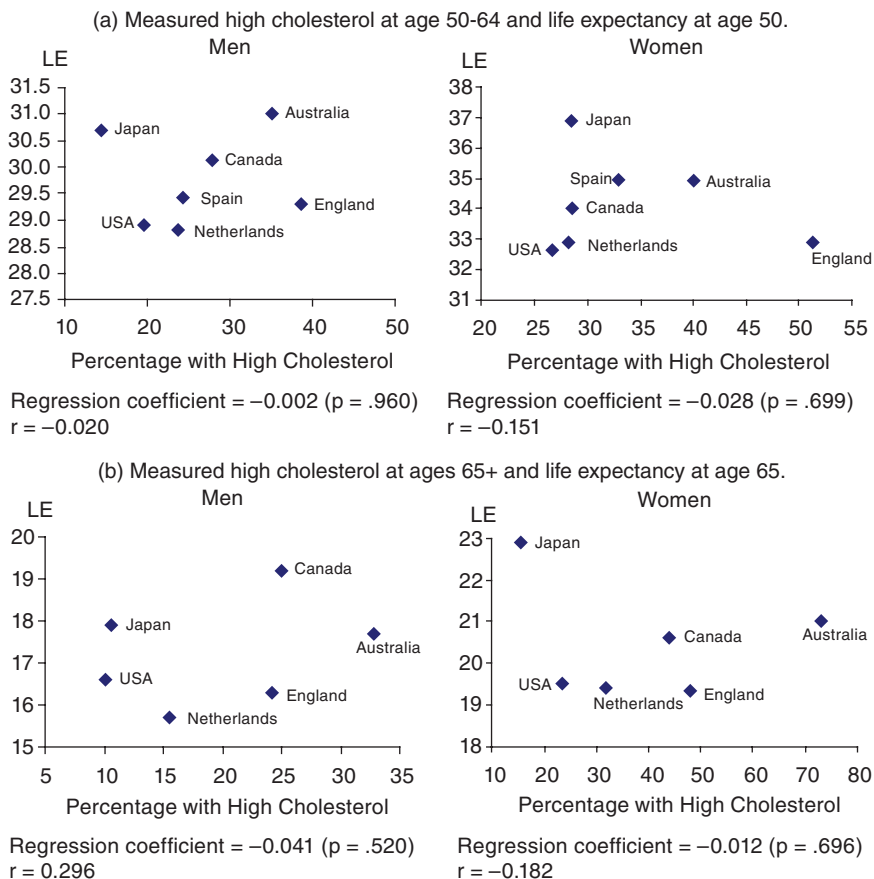 (a) Measured high cholesterol at age 50-64 and life expectancy at age 50.
Men
LE
31.5
31.0
30.5
30.0
29.5
29.0
28.5
28.0
27.5
Japan
Australia
Canada
Spain
England
USA
Netherlands
10 20 30 40 50
Percentage with High Cholesterol
Regression coefficient = –0.002 (p = .960)
r = –0.020
Women
LE
38
37
36
35
34
33
32
31
Japan
Spain
Australia
Canada
USA
Netherlands
England
20 25 30 35 40 45 50 55
Percentage with High Cholesterol
Regression coefficient = –0.028 (p = .699)
r = –0.151
(b) Measured high cholesterol at ages 65+ and life expectancy at age 65.
Men
LE
20
19
18
17
16
15
Canada
Japan
Australia
USA
England
Netherlands
5 10 15 20 25 30 35
Percentage with High Cholesterol
Regression coefficient = –0.041 (p = .520)
r = 0.296
Women
LE
23
22
21
20
19
18
Japan
Canada
Australia
USA
Netherlands
England
10 20 30 40 50 60 70 80
Percentage with High Cholesterol
Regression coefficient = –0.012 (p = .696)
r = –0.182